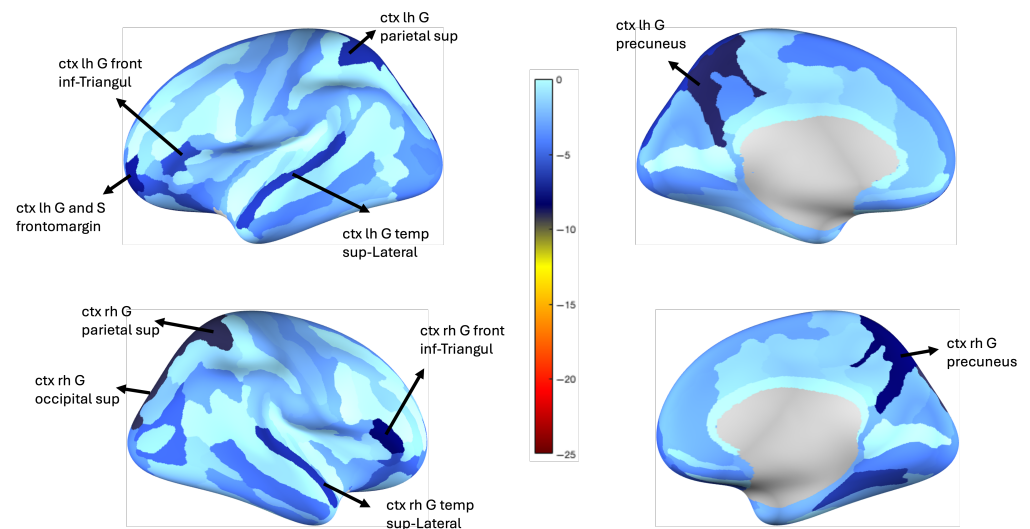 ctx lh G
parietal sup
ctx lh G front
inf-Triangul
ctx lh G and S
frontomargin
ctx lh G temp
sup-Lateral
ctx lh G
precuneus
0
−5
−10
−15
−20
−25
ctx rh G
parietal sup
ctx rh G
occipital sup
ctx rh G front
inf-Triangul
ctx rh G temp
sup-Lateral
ctx rh G
precuneus